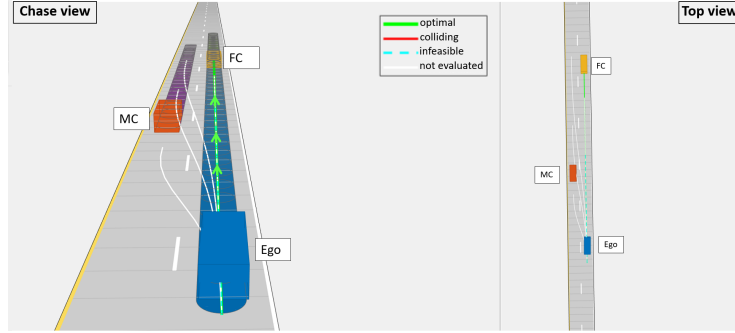 Chase view
optimal
colliding
infeasible
not evaluated
Top view
FC
MC
Ego
FC
MC
Ego